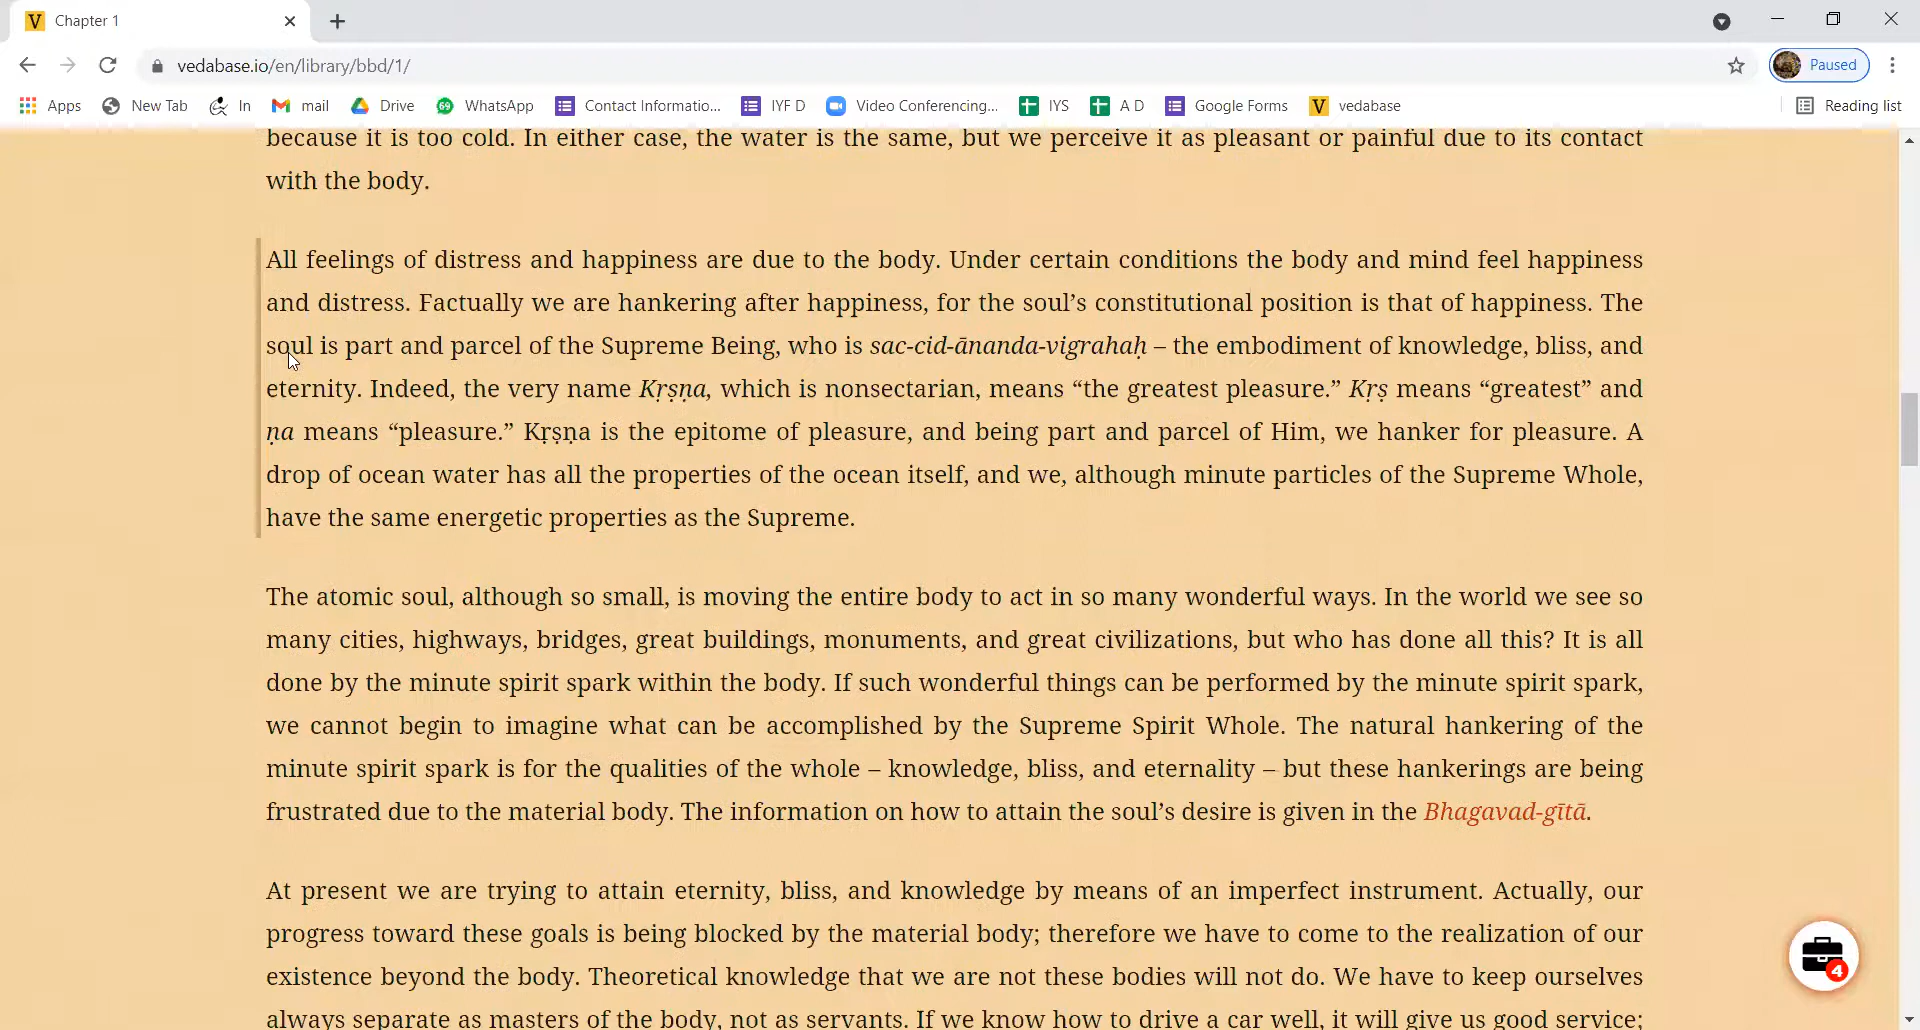 Chapter 1
vedabase.io/en/library/bbd/1/
Paused
Apps
New Tab
In
mail
Drive
69
WhatsApp
Contact Informatio...
IYF D
Video Conferencing...
IYS
A D
Google Forms
vedabase
Reading list
because it is too cold. In either case, the water is the same, but we perceive it as pleasant or painful due to its contact
with the body.
All feelings of distress and happiness are due to the body. Under certain conditions the body and mind feel happiness
and distress. Factually we are hankering after happiness, for the soul’s constitutional position is that of happiness. The
soul is part and parcel of the Supreme Being, who is sac-cid-ānanda-vigrahaḥ – the embodiment of knowledge, bliss, and
eternity. Indeed, the very name Kṛṣṇa, which is nonsectarian, means “the greatest pleasure.” Kṛṣ means “greatest” and
ṇa means “pleasure.” Kṛṣṇa is the epitome of pleasure, and being part and parcel of Him, we hanker for pleasure. A
drop of ocean water has all the properties of the ocean itself, and we, although minute particles of the Supreme Whole,
have the same energetic properties as the Supreme.
The atomic soul, although so small, is moving the entire body to act in so many wonderful ways. In the world we see so
many cities, highways, bridges, great buildings, monuments, and great civilizations, but who has done all this? It is all
done by the minute spirit spark within the body. If such wonderful things can be performed by the minute spirit spark,
we cannot begin to imagine what can be accomplished by the Supreme Spirit Whole. The natural hankering of the
minute spirit spark is for the qualities of the whole – knowledge, bliss, and eternality – but these hankerings are being
frustrated due to the material body. The information on how to attain the soul’s desire is given in the Bhagavad-gītā.
At present we are trying to attain eternity, bliss, and knowledge by means of an imperfect instrument. Actually, our
progress toward these goals is being blocked by the material body; therefore we have to come to the realization of our
existence beyond the body. Theoretical knowledge that we are not these bodies will not do. We have to keep ourselves
always separate as masters of the body, not as servants. If we know how to drive a car well, it will give us good service;
4